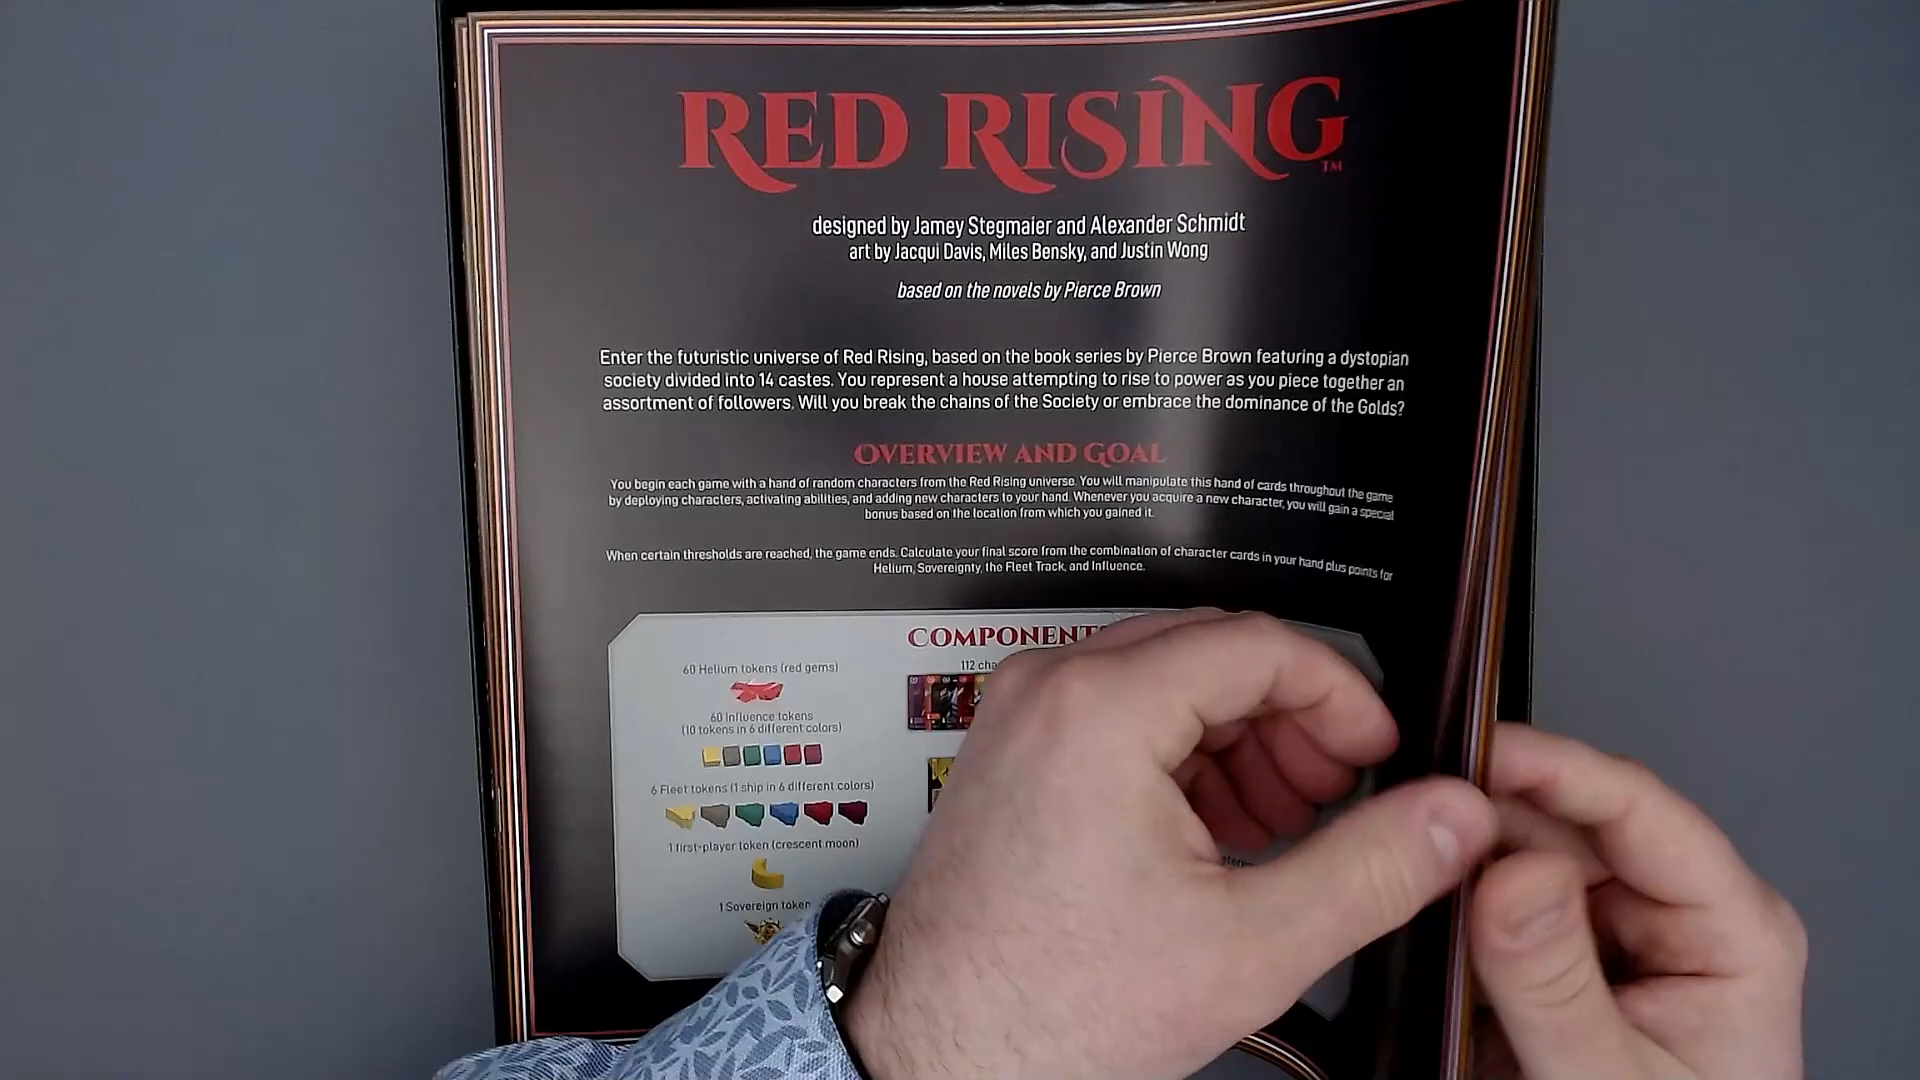 RED RISING
TM
designed by Jamey Stegmaier and Alexander Schmidt
art by Jacqui Davis, Miles Bensky, and Justin Wong
based on the novels by Pierce Brown
Enter the futuristic universe of Red Rising, based on the book series by Pierce Brown featuring a dystopian
society divided into 14 castes. You represent a house attempting to rise to power as you piece together an
assortment of followers. Will you break the chains of the Society or embrace the dominance of the Golds?
OVERVIEW AND GOAL
You begin each game with a hand of random characters from the Red Rising universe. You will manipulate this hand of cards throughout the game
by deploying characters, activating abilities, and adding new characters to your hand. Whenever you acquire a new character, you will gain a special
bonus based on the location from which you gained it.
When certain thresholds are reached, the game ends. Calculate your final score from the combination of character cards in your hand plus points for
Helium, Sovereignty, the Fleet Track, and Influence.
COMPONENTS
60 Helium tokens (red gems)
112
60 Influence tokens
(10 tokens in 6 different colors)
6 Fleet tokens (1 ship in 6 different colors)
1 first-player token (crescent moon)
1 Sovereign token